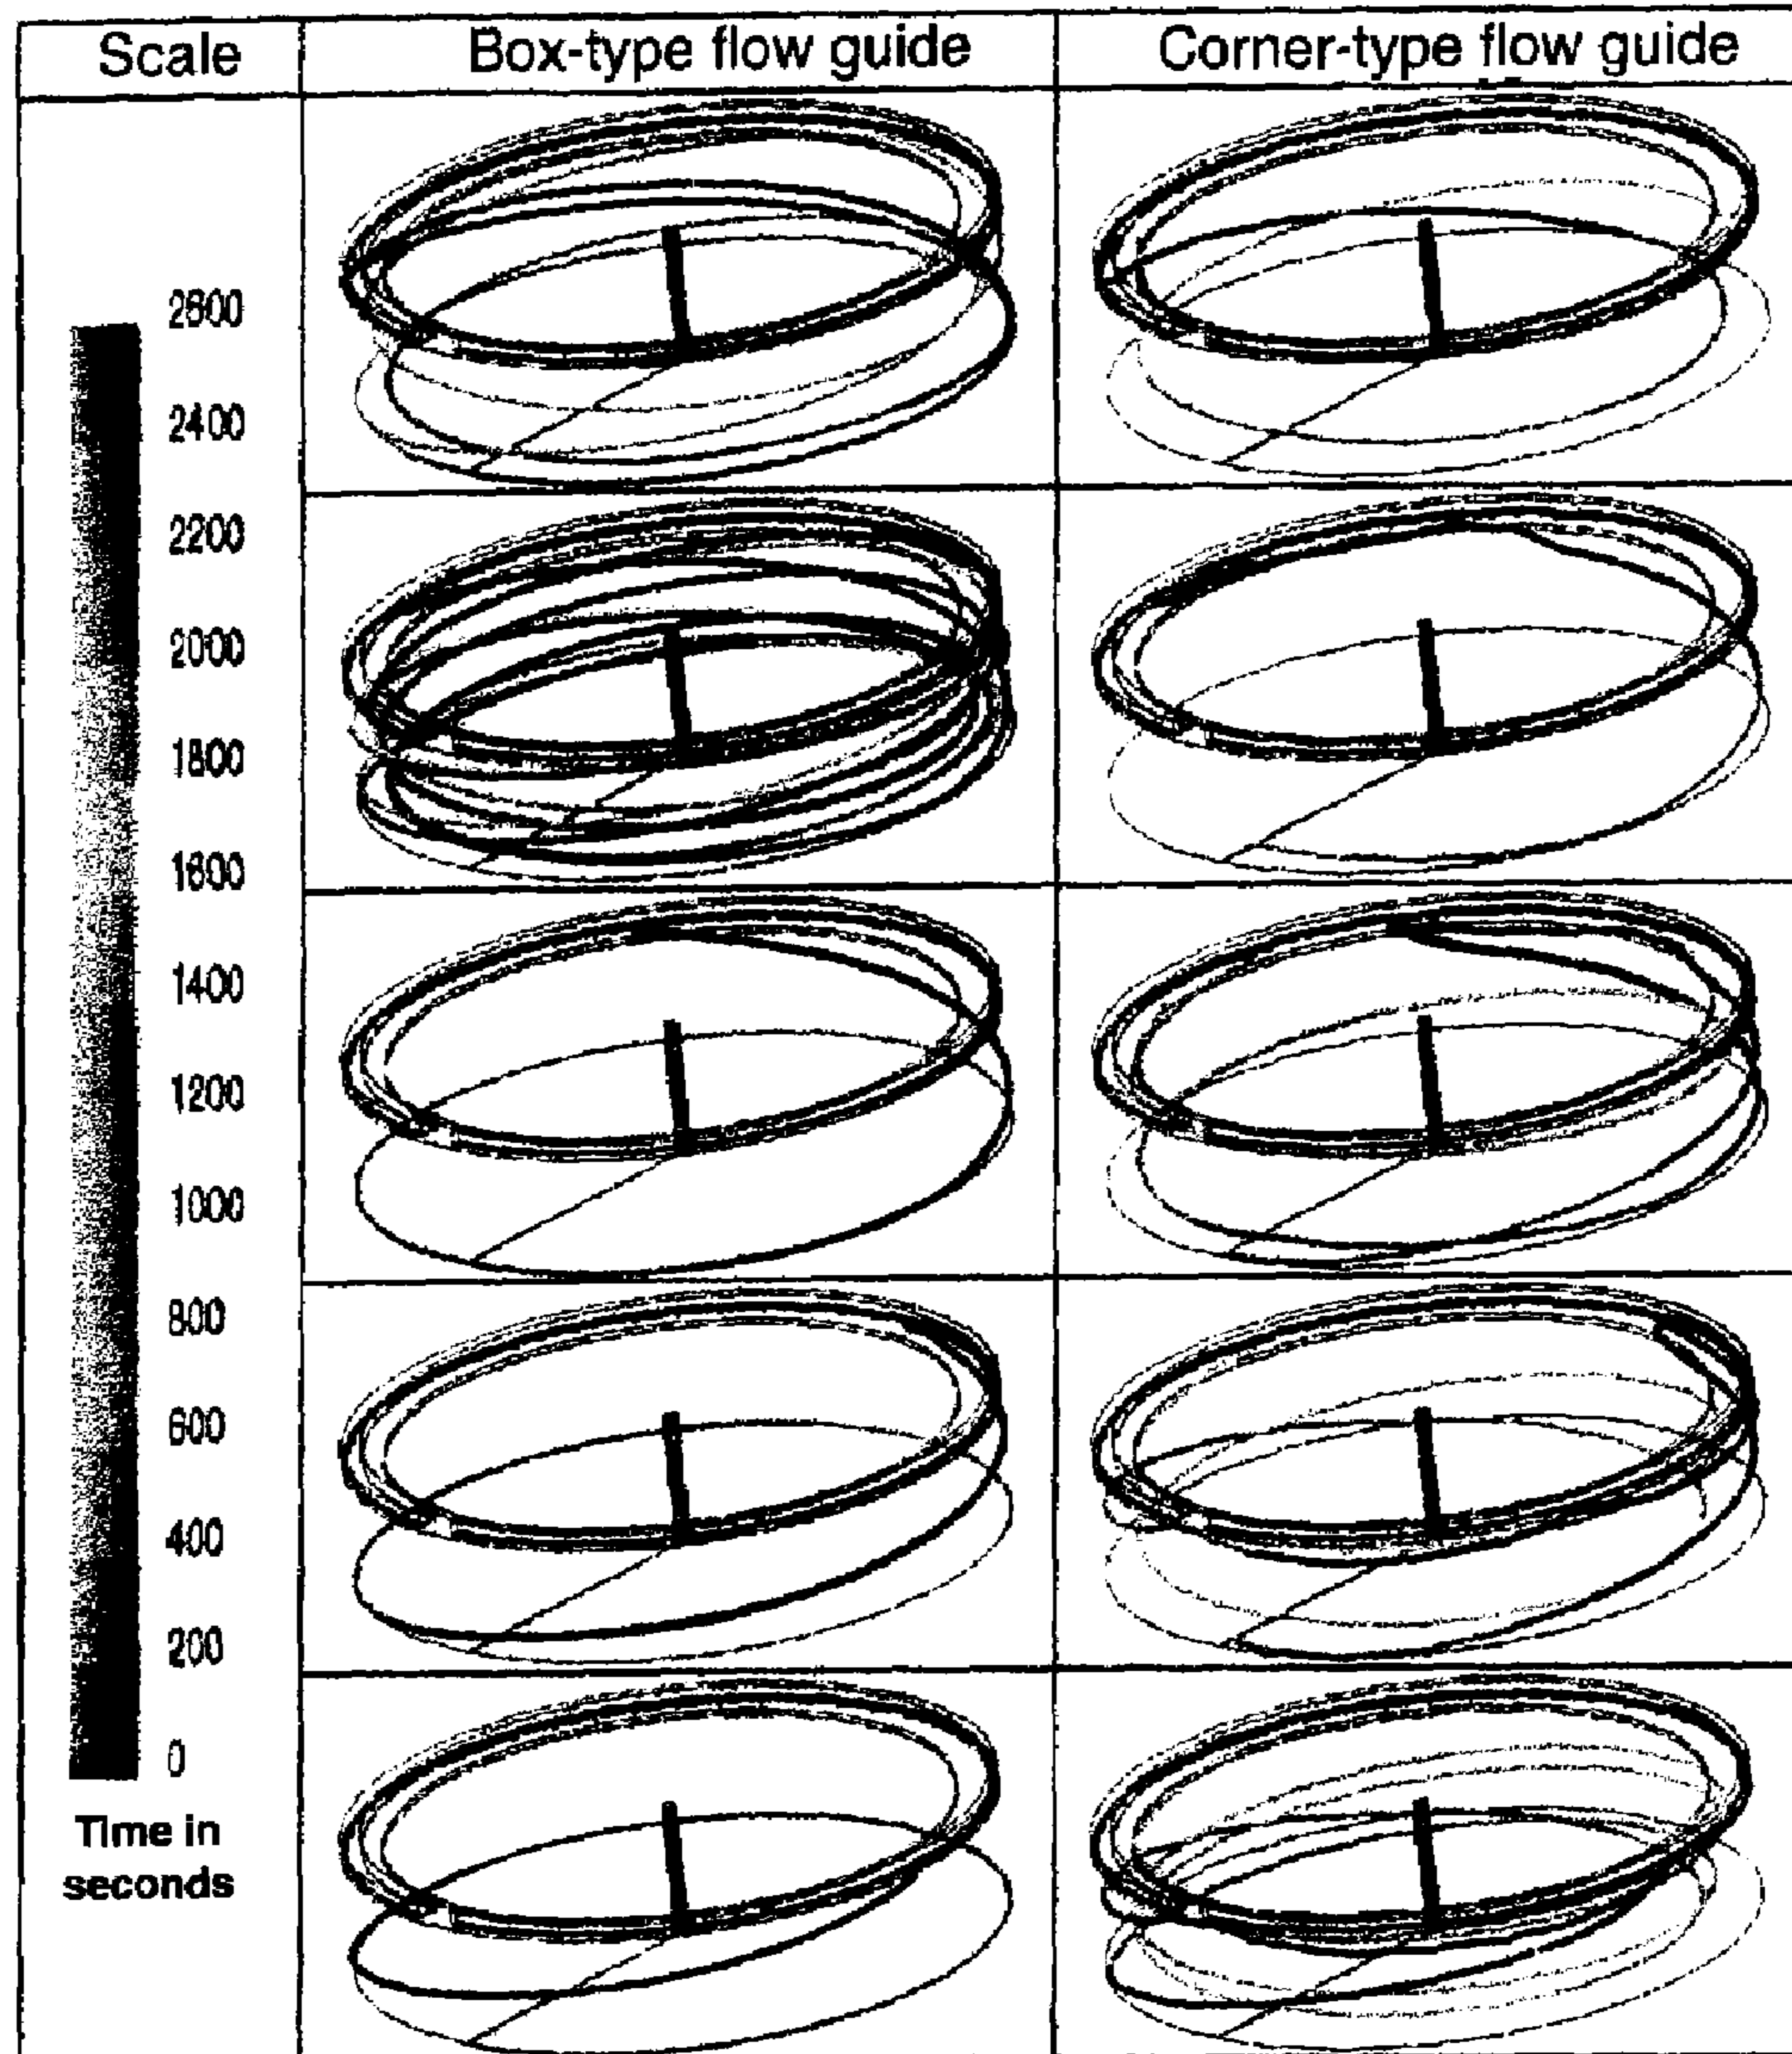 Scale
Box-type flow guide
Corner-type flow guide
2600
2400
2200
2000
1800
1600
1400
1200
1000
800
600
400
200
0
Time in
seconds